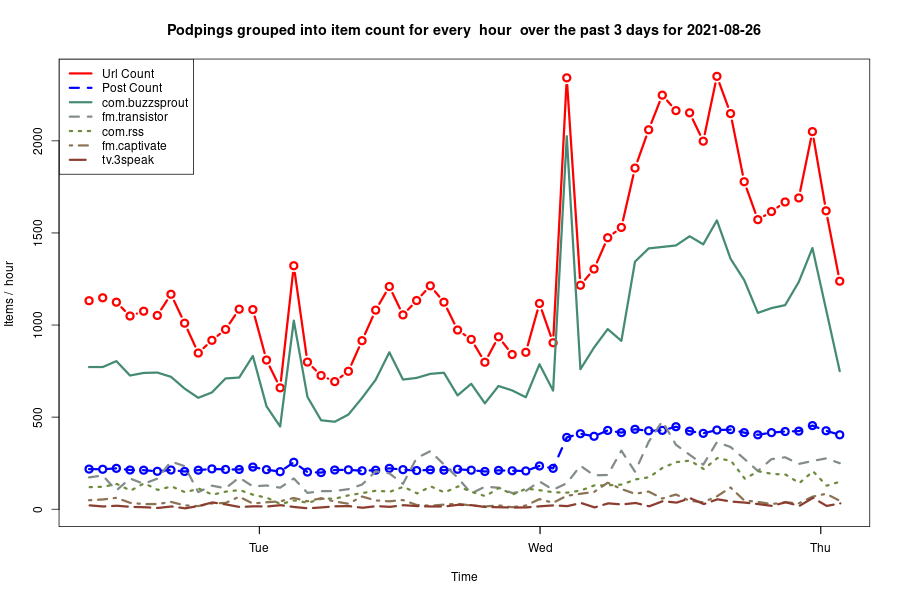 Podpings grouped into item count for every  hour  over the past 3 days for 2021-08-26
Url Count
Post Count
com.buzzsprout
fm.transistor
com.rss
fm.captivate
tv.3speak
Items /  hour
2000
1500
1000
500
0
Tue
Wed
Thu
Time